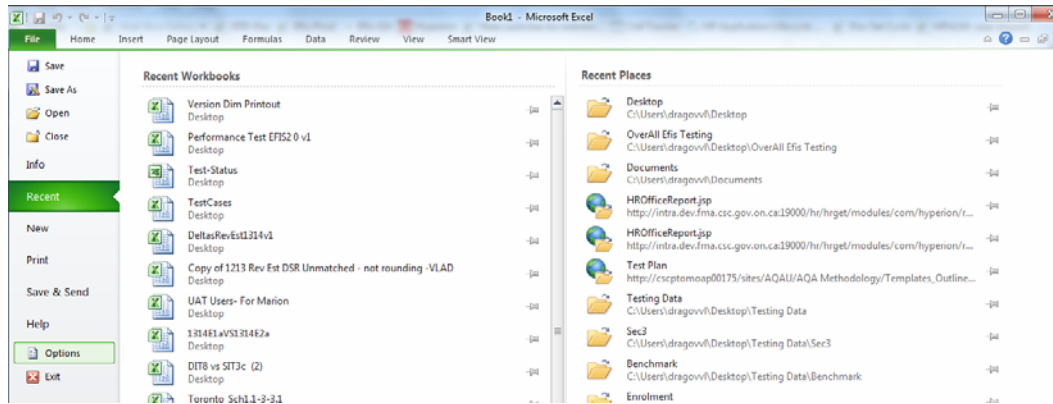 Book1 - Microsoft Excel
File Home Insert Page Layout Formulas Data Review View Smart View
Save
Save As
Open
Close
Info
Recent
New
Print
Save & Send
Help
Options
Exit
Recent Workbooks
Version Dim Printout
Desktop
Performance Test EFIS2 0 v1
Desktop
Test-Status
Desktop
TestCases
Desktop
DeltasRevEst1314v1
Desktop
Copy of 1213 Rev Est DSR Unmatched - not rounding -VLAD
Desktop
UAT Users- For Marion
Desktop
1314E1aVS1314E2a
Desktop
DIT8 vs SIT3c (2)
Desktop
Toronto_Sch1.1-3-3.1
Recent Places
Desktop
C:\Users\dragovvl\Desktop
OverAll Efis Testing
C:\Users\dragovvl\Desktop\OverAll Efis Testing
Documents
C:\Users\dragovvl\Documents
HROfficeReport.jsp
http://intra.dev.fma.csc.gov.on.ca:19000/hr/hrget/modules/com/hyperion/r...
HROfficeReport.jsp
http://intra.dev.fma.csc.gov.on.ca:19000/hr/hrget/modules/com/hyperion/r...
Test Plan
http://cscptomoap00175/sites/AQAU/AQA Methodology/Templates_Outline...
Testing Data
C:\Users\dragovvl\Desktop\Testing Data
Sec3
C:\Users\dragovvl\Desktop\Testing Data\Sec3
Benchmark
C:\Users\dragovvl\Desktop\Testing Data\Benchmark
Enrolment